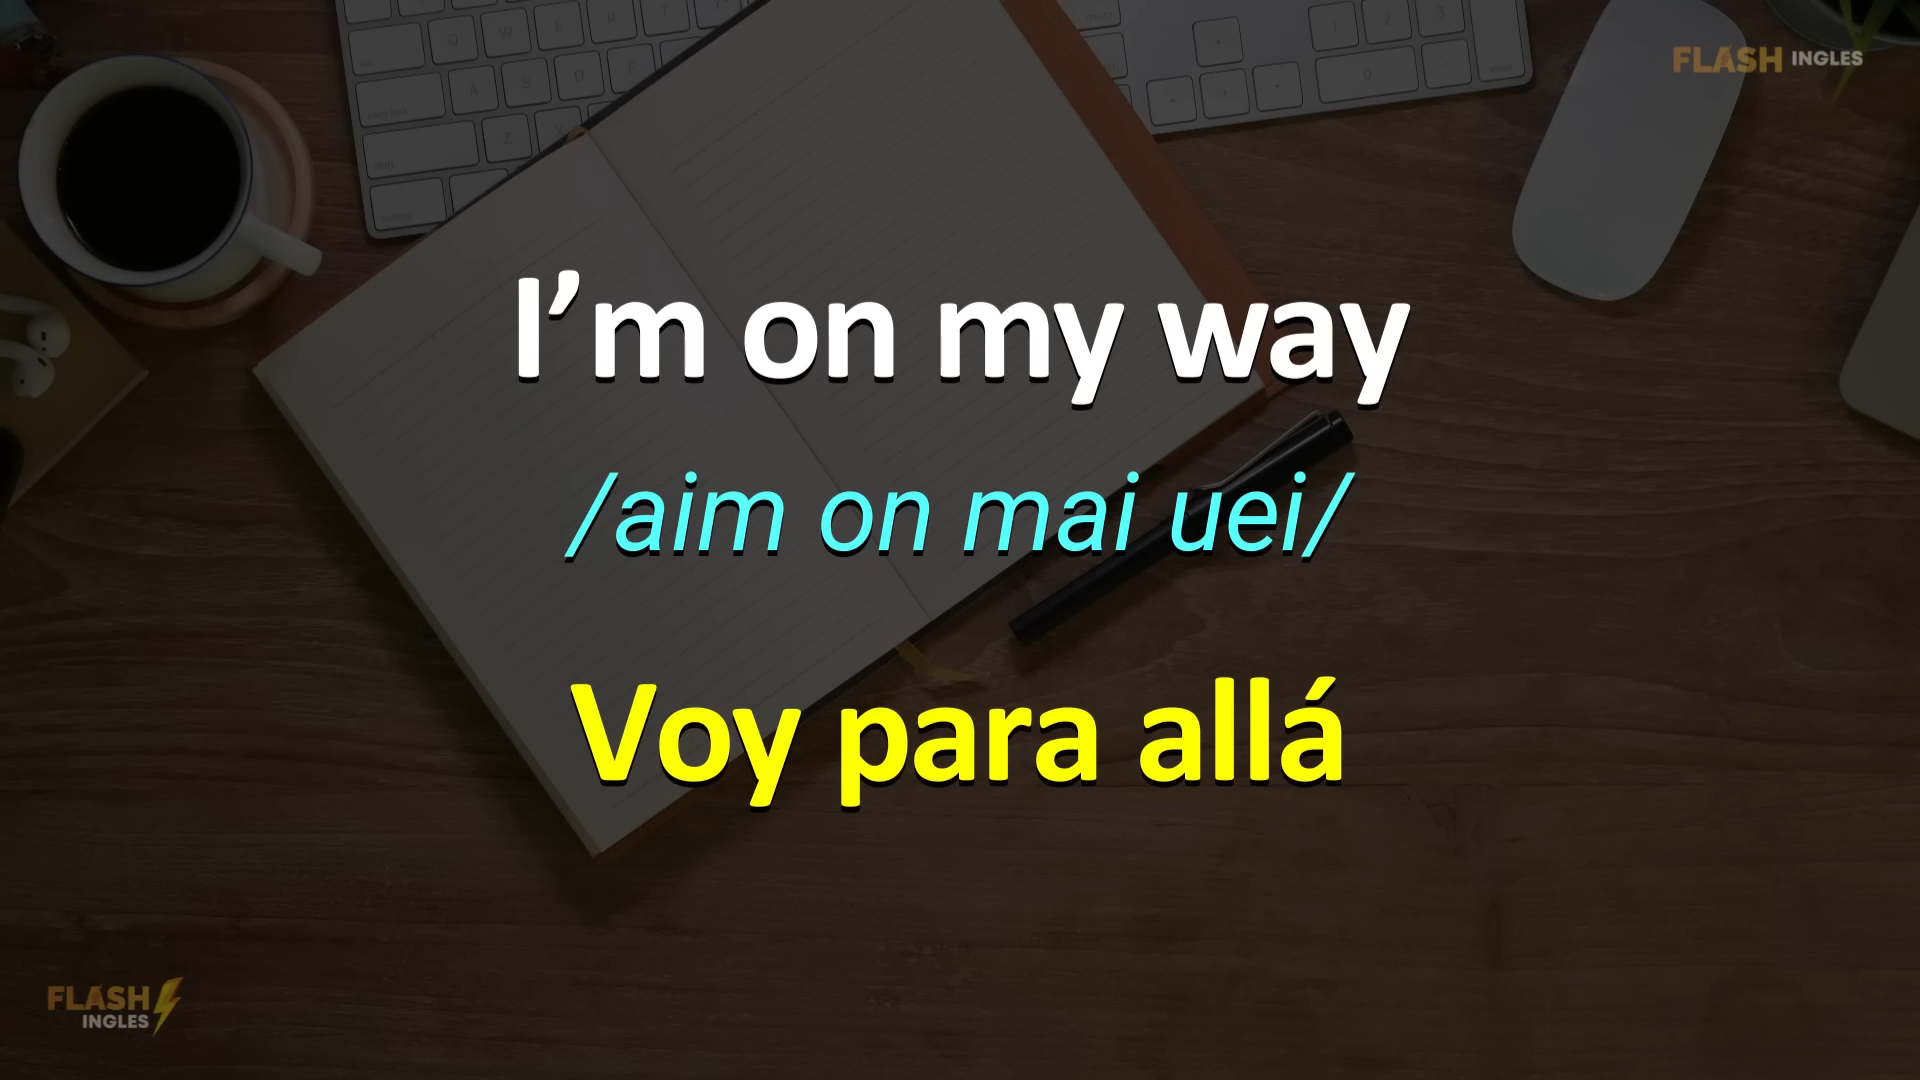 FLASH INGLES
I’m on my way
/aim on mai uei/
Voy para allá
FLASH
INGLES